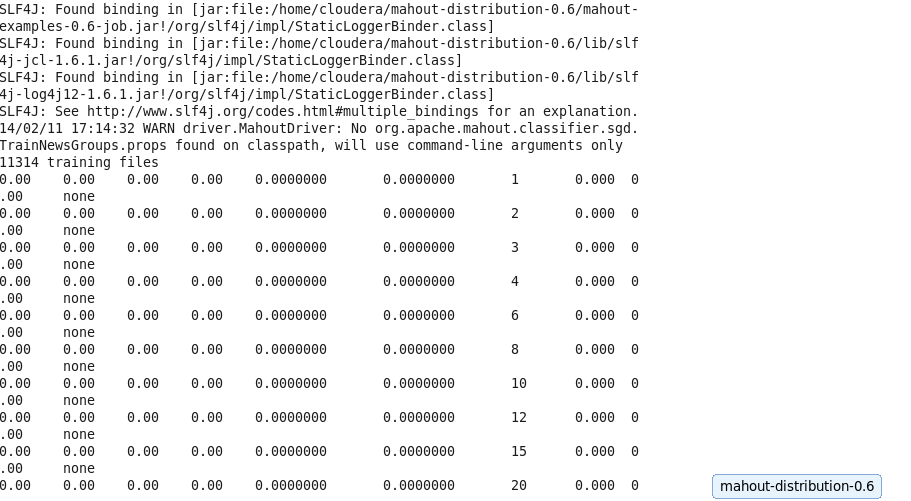 SLF4J: Found binding in [jar:file:/home/cloudera/mahout-distribution-0.6/mahout-
examples-0.6-job.jar!/org/slf4j/impl/StaticLoggerBinder.class]
SLF4J: Found binding in [jar:file:/home/cloudera/mahout-distribution-0.6/lib/slf
4j-jcl-1.6.1.jar!/org/slf4j/impl/StaticLoggerBinder.class]
SLF4J: Found binding in [jar:file:/home/cloudera/mahout-distribution-0.6/lib/slf
4j-log4j12-1.6.1.jar!/org/slf4j/impl/StaticLoggerBinder.class]
SLF4J: See http://www.slf4j.org/codes.html#multiple_bindings for an explanation.
14/02/11 17:14:32 WARN driver.MahoutDriver: No org.apache.mahout.classifier.sgd.
TrainNewsGroups.props found on classpath, will use command-line arguments only
11314 training files
0.00    0.00    0.00    0.00    0.0000000       0.0000000       1       0.000  0
.00     none
0.00    0.00    0.00    0.00    0.0000000       0.0000000       2       0.000  0
.00     none
0.00    0.00    0.00    0.00    0.0000000       0.0000000       3       0.000  0
.00     none
0.00    0.00    0.00    0.00    0.0000000       0.0000000       4       0.000  0
.00     none
0.00    0.00    0.00    0.00    0.0000000       0.0000000       6       0.000  0
.00     none
0.00    0.00    0.00    0.00    0.0000000       0.0000000       8       0.000  0
.00     none
0.00    0.00    0.00    0.00    0.0000000       0.0000000       10      0.000  0
.00     none
0.00    0.00    0.00    0.00    0.0000000       0.0000000       12      0.000  0
.00     none
0.00    0.00    0.00    0.00    0.0000000       0.0000000       15      0.000  0
.00     none
0.00    0.00    0.00    0.00    0.0000000       0.0000000       20      0.000  0
mahout-distribution-0.6